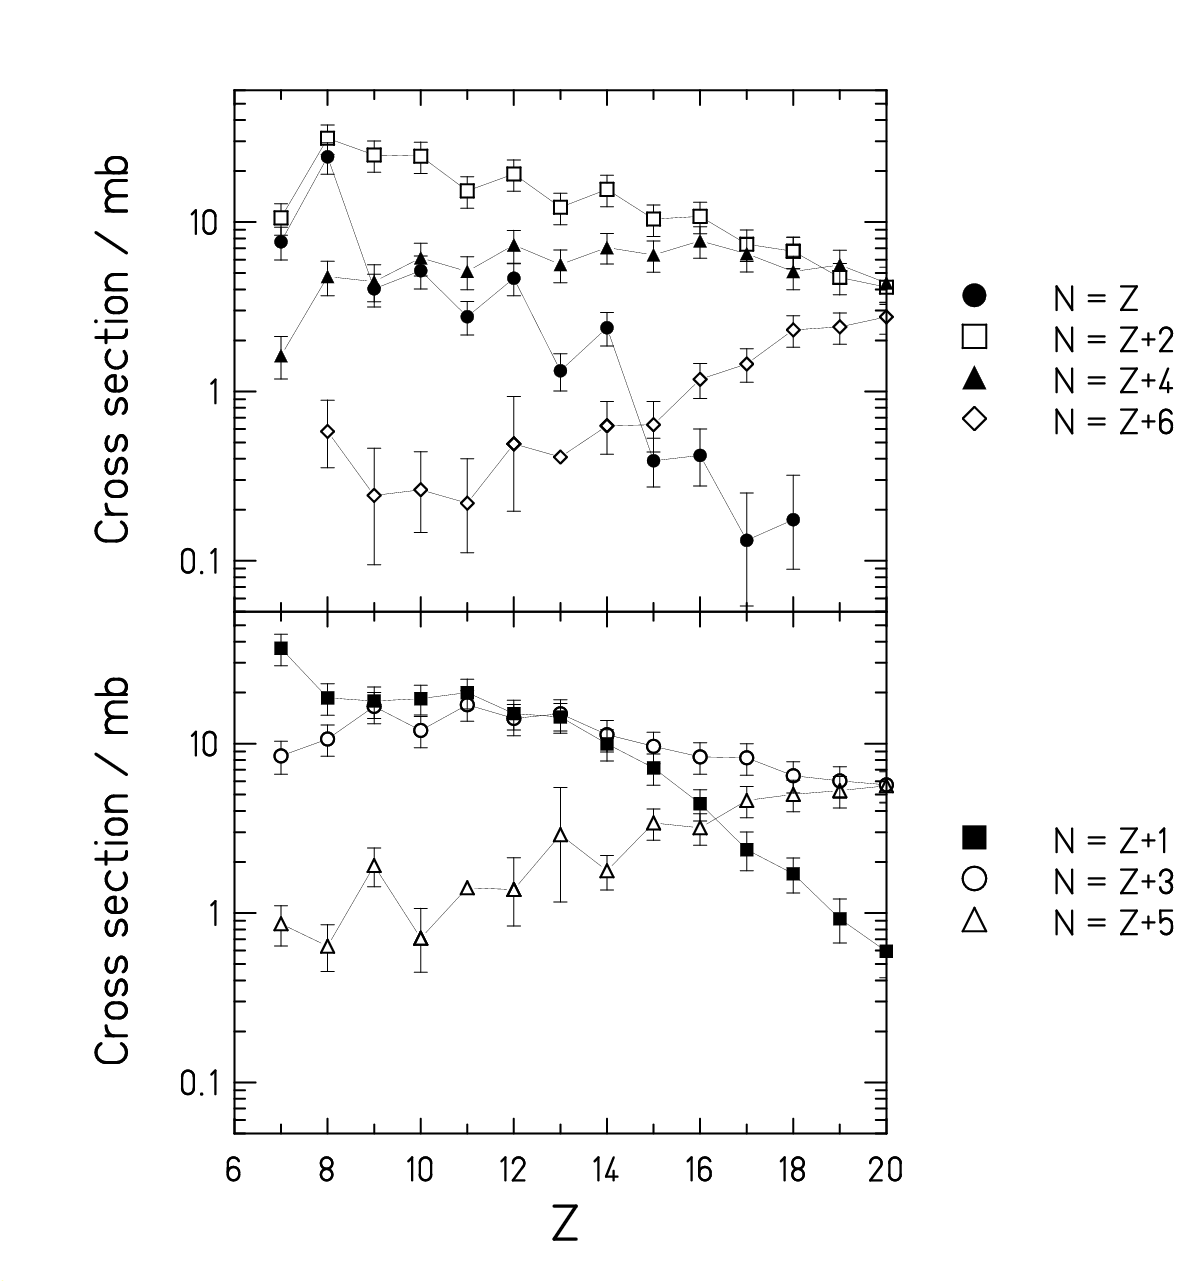 Cross section / mb
10
1
0.1
N = Z
N = Z+2
N = Z+4
N = Z+6
Cross section / mb
10
1
0.1
N = Z+1
N = Z+3
N = Z+5
6 8 10 12 14 16 18 20
Z